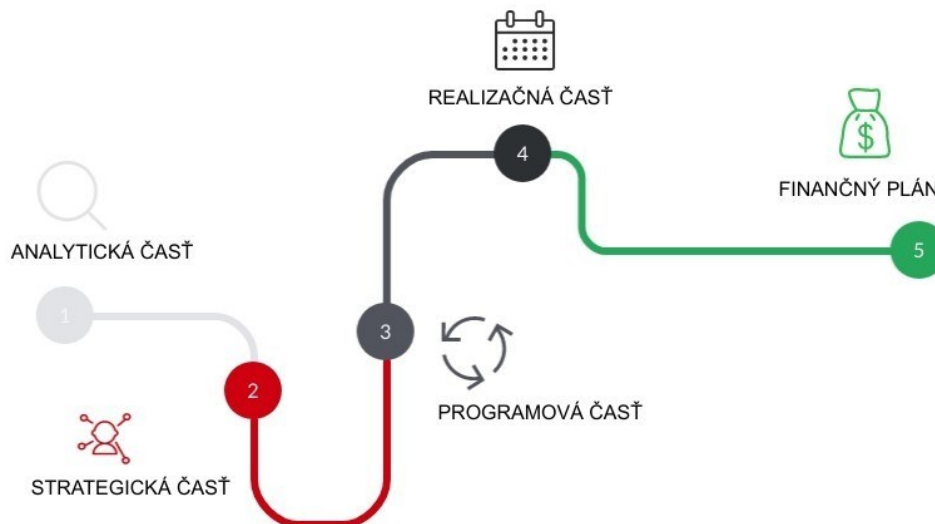 REALIZAČNÁ ČASŤ
4
$
FINANČNÝ PLÁN
5
ANALYTICKÁ ČASŤ
1
2
STRATEGICKÁ ČASŤ
3
PROGRAMOVÁ ČASŤ